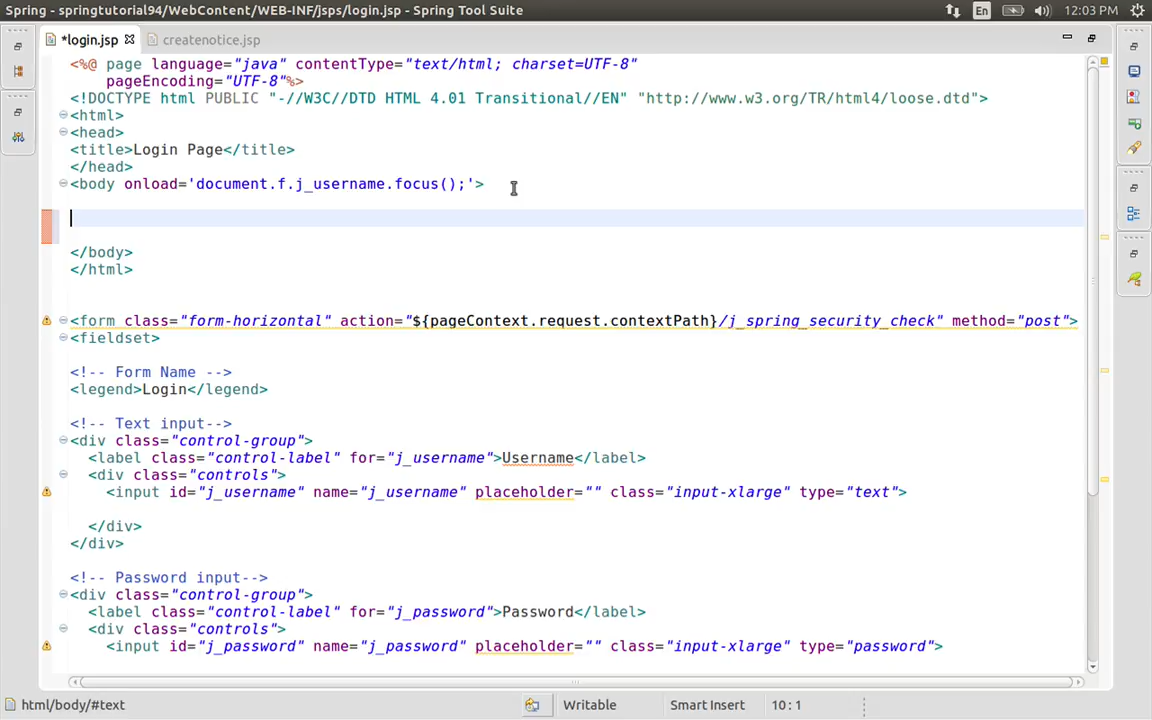 Spring - springtutorial94/WebContent/WEB-INF/jsps/login.jsp - Spring Tool Suite
En
12:03 PM
*login.jsp
createnotice.jsp
<%@ page language="java" contentType="text/html; charset=UTF-8"
pageEncoding="UTF-8"%>
<!DOCTYPE html PUBLIC "-//W3C//DTD HTML 4.01 Transitional//EN" "http://www.w3.org/TR/html4/loose.dtd">
<html>
<head>
<title>Login Page</title>
</head>
<body onload='document.f.j_username.focus();'>
</body>
</html>
<form class="form-horizontal" action="${pageContext.request.contextPath}/j_spring_security_check" method="post">
<fieldset>
<!-- Form Name -->
<legend>Login</legend>
<!-- Text input-->
<div class="control-group">
<label class="control-label" for="j_username">Username</label>
<div class="controls">
<input id="j_username" name="j_username" placeholder="" class="input-xlarge" type="text">
</div>
</div>
<!-- Password input-->
<div class="control-group">
<label class="control-label" for="j_password">Password</label>
<div class="controls">
<input id="j_password" name="j_password" placeholder="" class="input-xlarge" type="password">
html/body/#text
Writable
Smart Insert
10 : 1